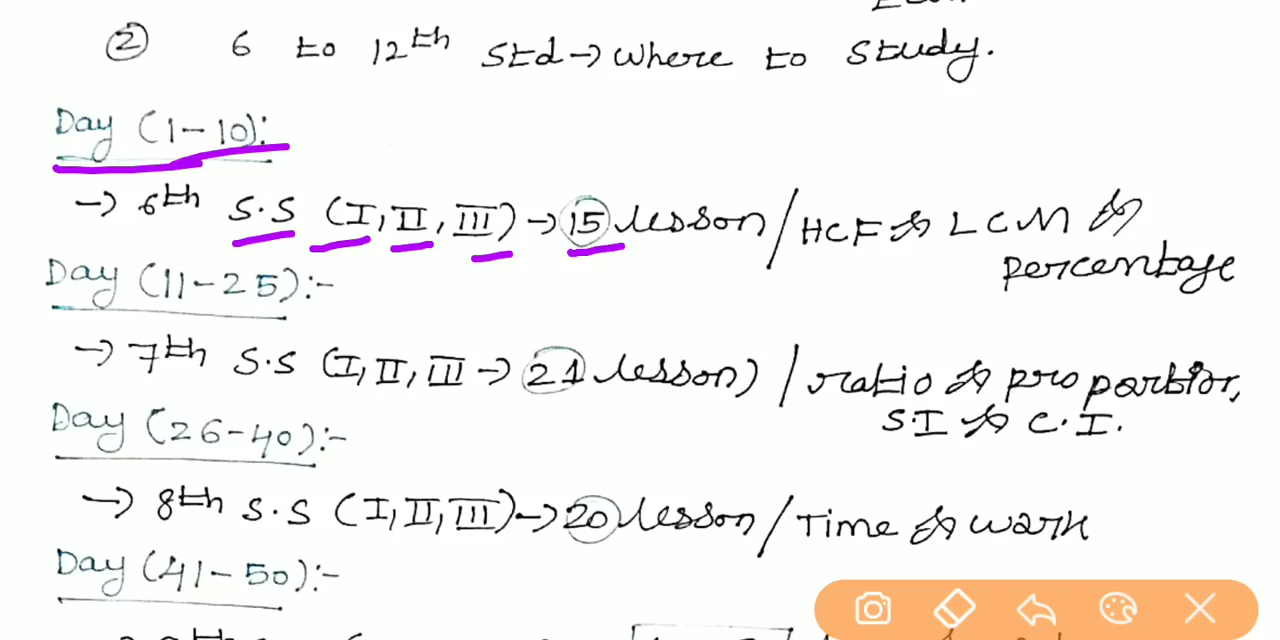 ② 6 to 12th Std → Where to Study.
Day (1-10):
→ 6th S.S (I, II, III) → 15 lesson / HCF & LCM &
percentage
Day (11-25):-
→ 7th S.S (I, II, III → 21 lesson) / ratio & proportion,
S.I & C.I.
Day (26-40):-
→ 8th S.S (I, II, III) → 20 lesson / Time & work
Day (41-50):-